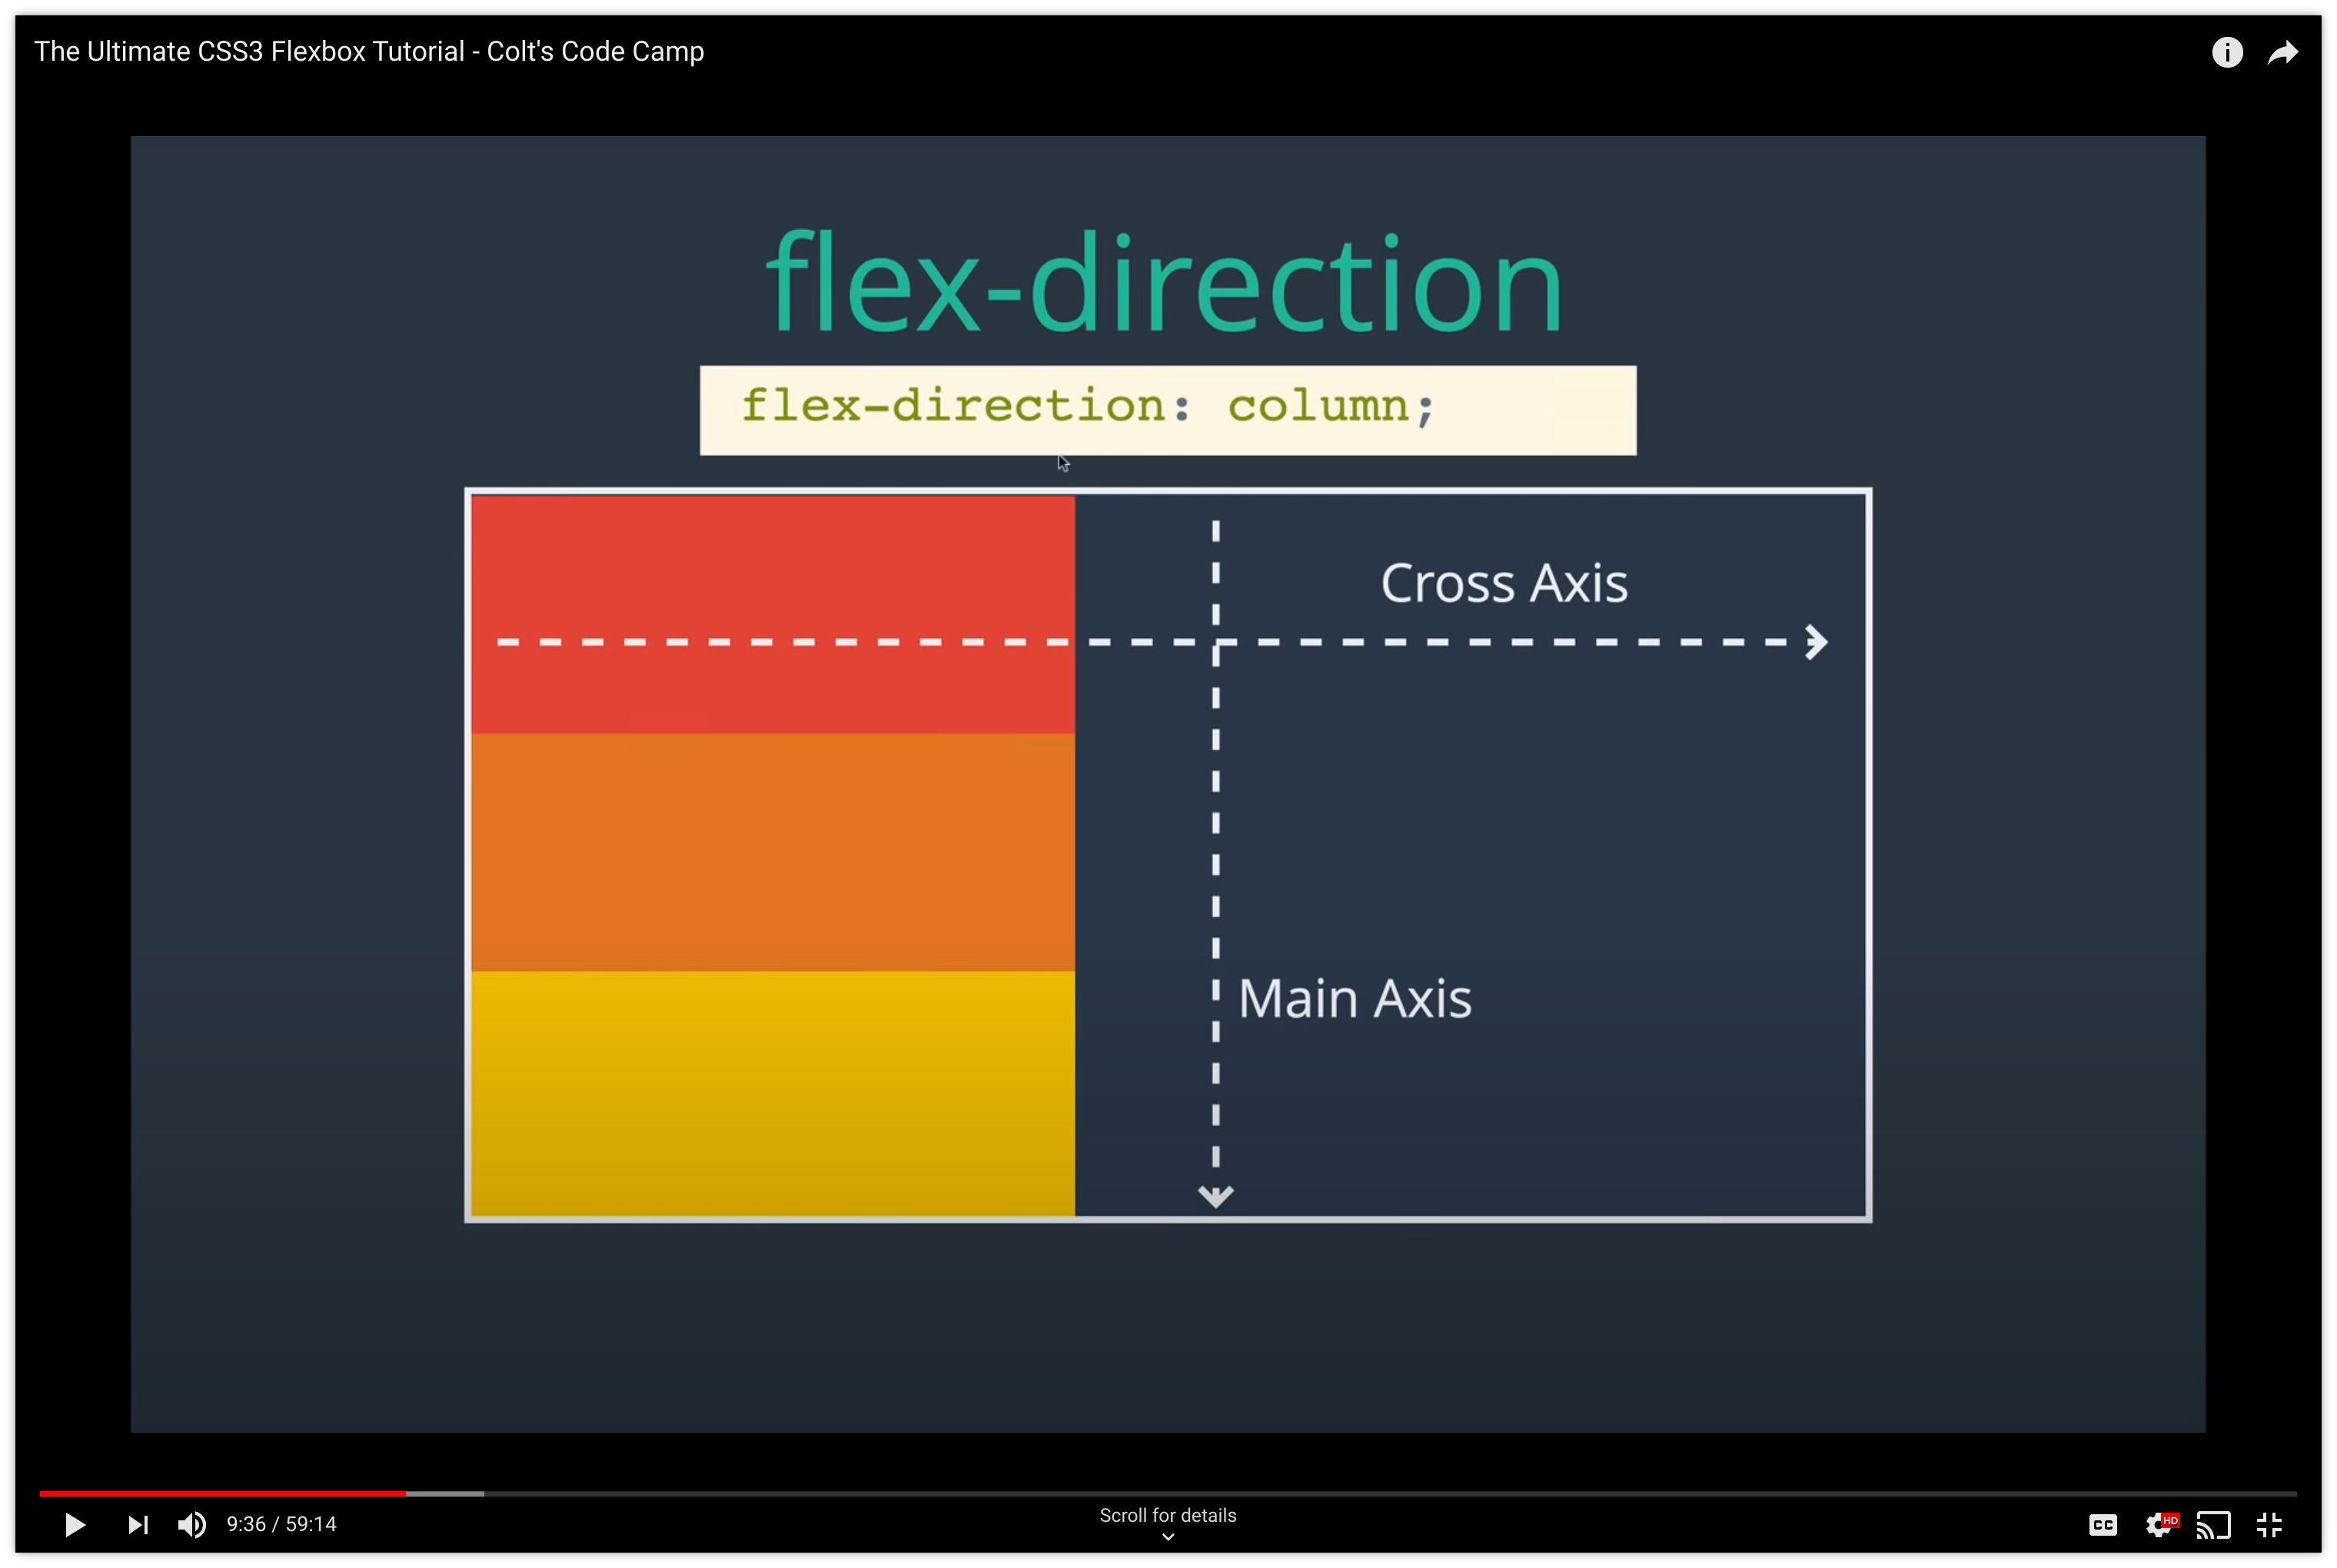 The Ultimate CSS3 Flexbox Tutorial - Colt's Code Camp
flex-direction
flex-direction: column;
Cross Axis
Main Axis
9:36 / 59:14
Scroll for details
CC
HD